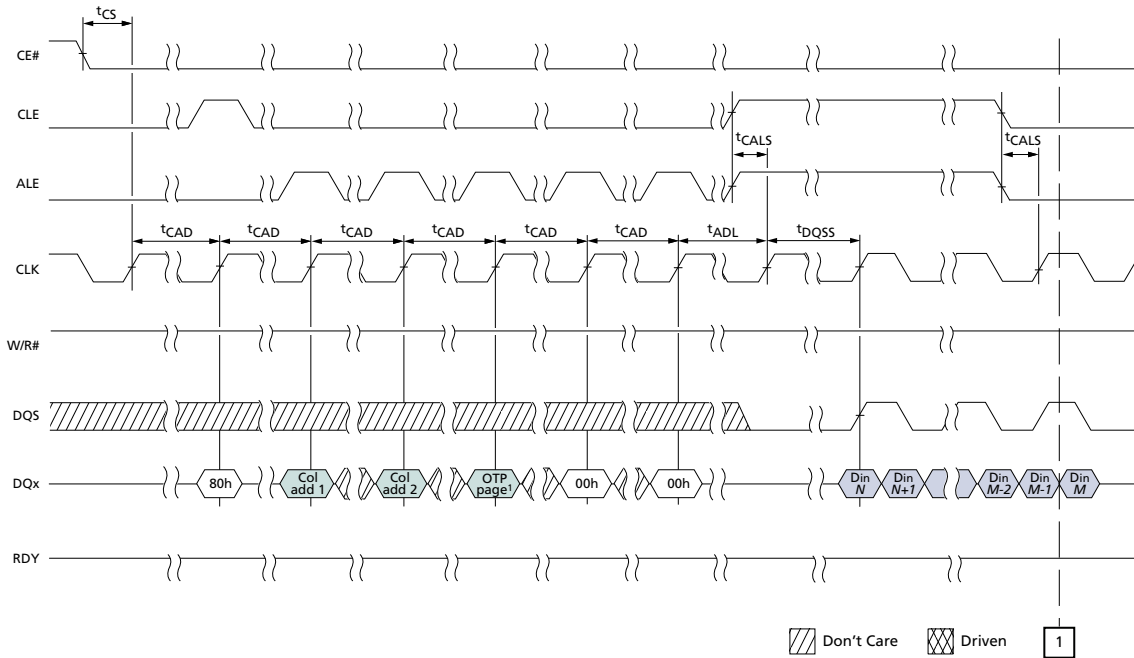 tCS
CE#
CLE
tCALS
tCALS
ALE
tCAD
tCAD
tCAD
tCAD
tCAD
tCAD
tADL
tDQSS
CLK
W/R#
DQS
DQx
80h
Col
add 1
Col
add 2
OTP
page¹
00h
00h
Din
N
Din
N+1
Din
M-2
Din
M-1
Din
M
RDY
Don't Care
Driven
1